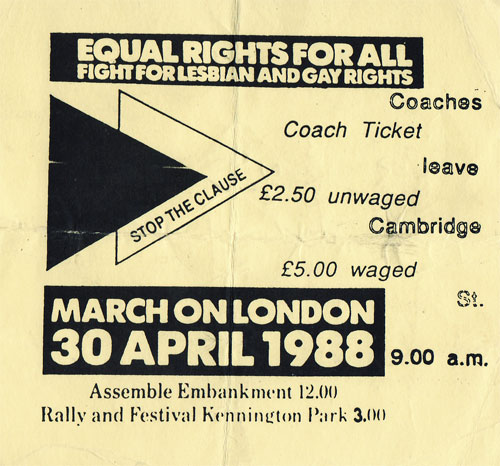 EQUAL RIGHTS FOR ALL
FIGHT FOR LESBIAN AND GAY RIGHTS
Coaches
Coach Ticket
leave
£2.50 unwaged
Cambridge
£5.00 waged
St.
9.00 a.m.
STOP THE CLAUSE
MARCH ON LONDON
30 APRIL 1988
Assemble Embankment 12.00
Rally and Festival Kennington Park 3.00